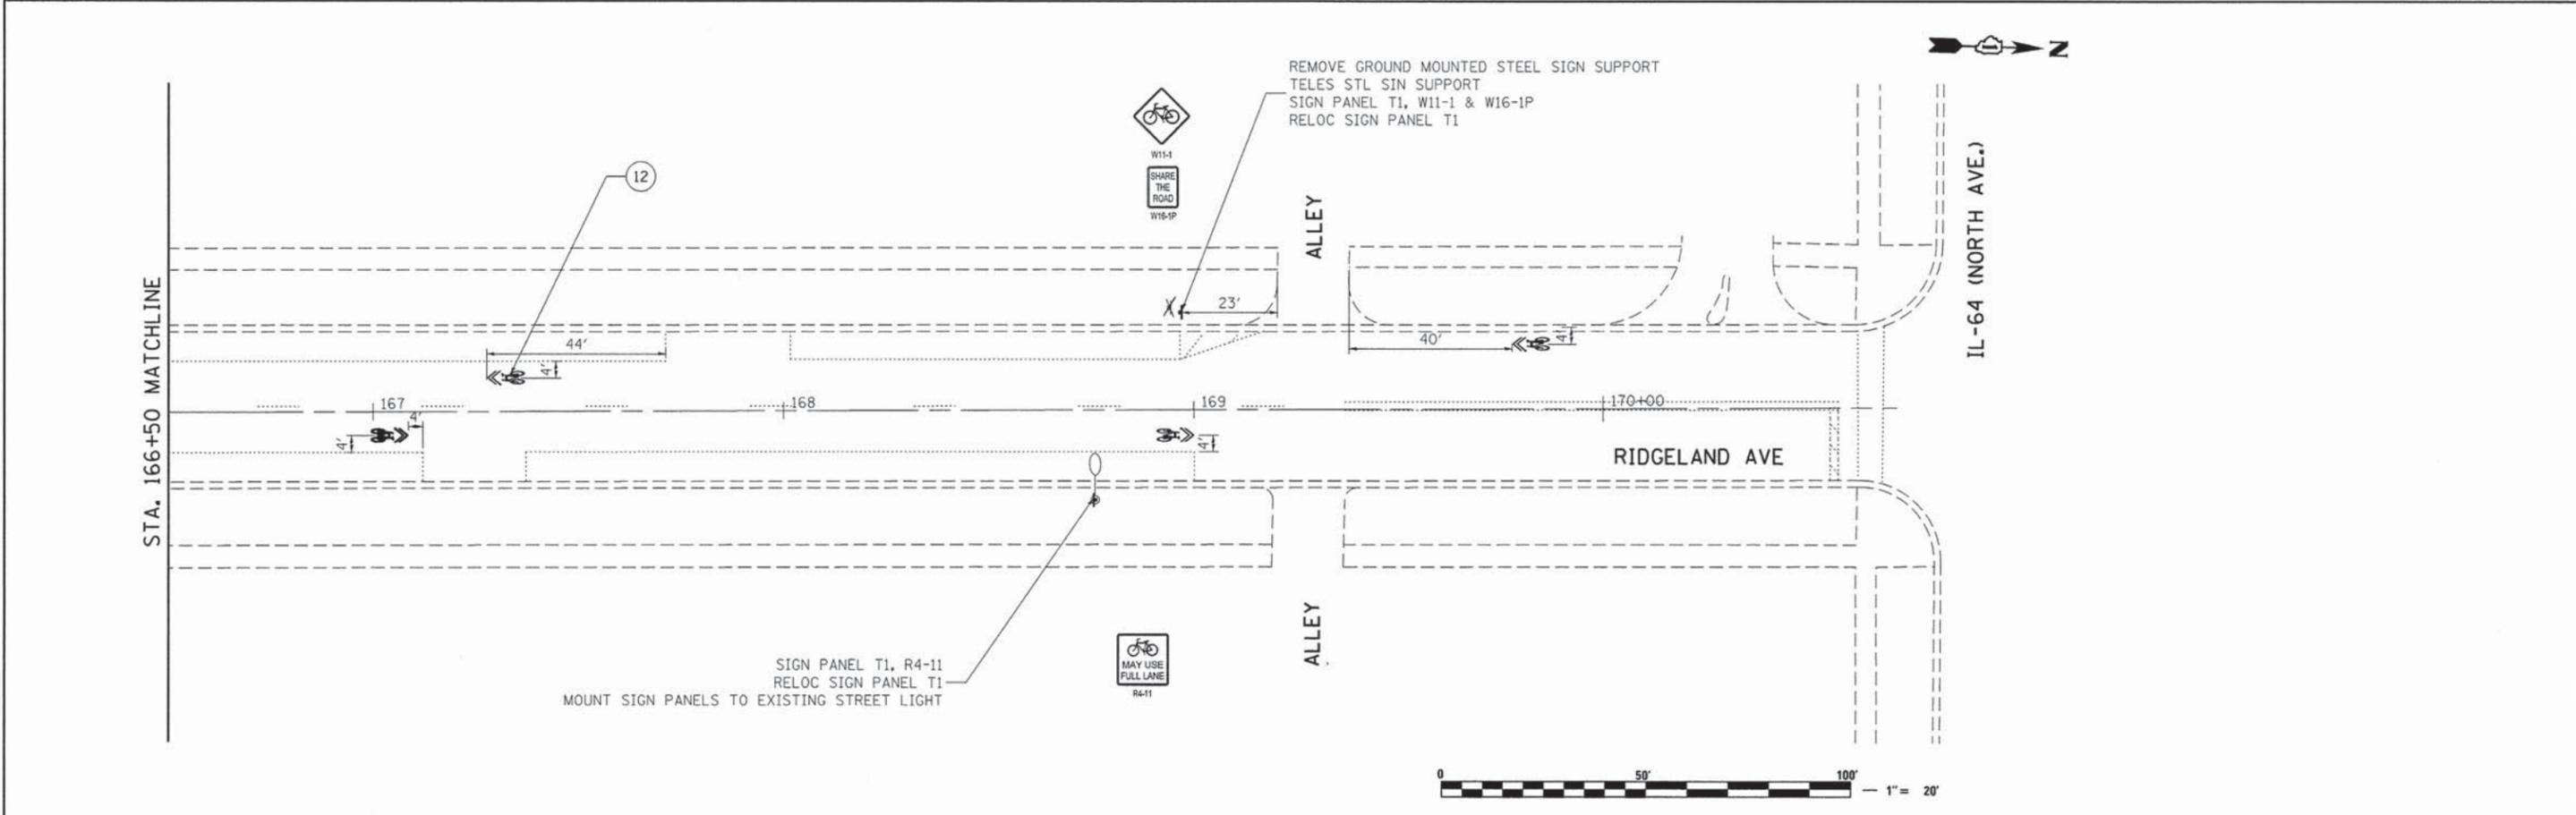 N
REMOVE GROUND MOUNTED STEEL SIGN SUPPORT
TELES STL SIN SUPPORT
SIGN PANEL T1, W11-1 & W16-1P
RELOC SIGN PANEL T1
W11-1
SHARE
THE
ROAD
W16-1P
12
ALLEY
IL-64 (NORTH AVE.)
STA. 166+50 MATCHLINE
23'
44'
4'
40'
4'
167
168
169
170+00
4'
4'
4'
RIDGELAND AVE
ALLEY
SIGN PANEL T1, R4-11
RELOC SIGN PANEL T1
MOUNT SIGN PANELS TO EXISTING STREET LIGHT
MAY USE
FULL LANE
R4-11
0 50' 100'
1"= 20'